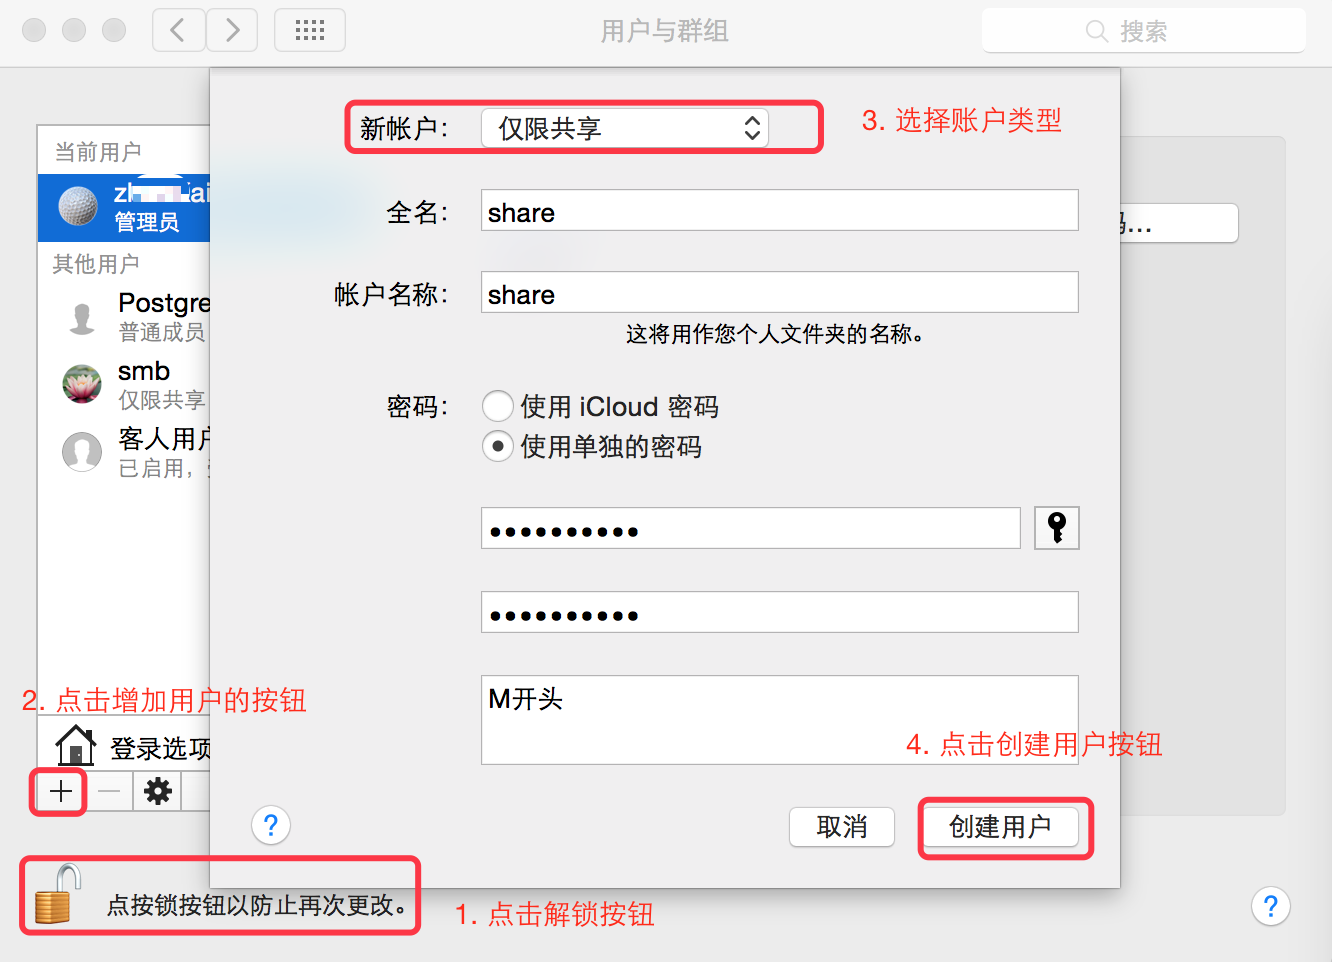 用户与群组
搜索
新帐户：
仅限共享
3. 选择账户类型
当前用户
管理员
其他用户
Postgre
普通成员
smb
仅限共享
客人用户
已启用，
全名：
share
帐户名称：
share
这将用作您个人文件夹的名称。
密码：
使用 iCloud 密码
使用单独的密码
●●●●●●●●●●
●●●●●●●●●●
M开头
2. 点击增加用户的按钮
登录选项
4. 点击创建用户按钮
?
取消
创建用户
点按锁按钮以防止再次更改。
1. 点击解锁按钮
?